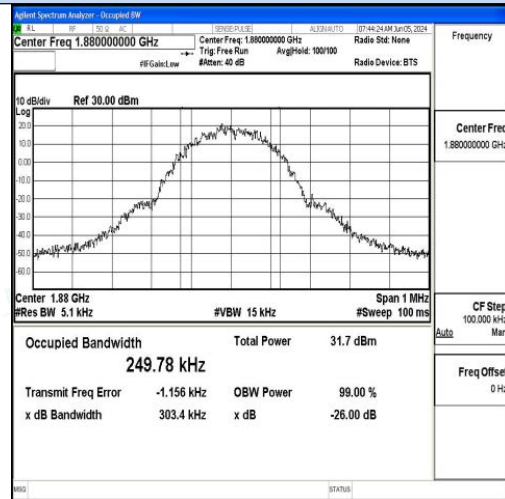 Agilent Spectrum Analyzer - Occupied BW
RL RF 50 Ω AC SENSE:PULSE ALIGNAUTO 07:44:24 AM Jun 05, 2024
Center Freq 1.880000000 GHz Center Freq: 1.880000000 GHz Radio Std: None
Trig: Free Run Avg|Hold: 100/100
#IFGain:Low #Atten: 40 dB Radio Device: BTS
Frequency
10 dB/div Ref 30.00 dBm
Log
20.0
10.0
0.00
-10.0
-20.0
-30.0
-40.0
-50.0
-60.0
Center Freq
1.880000000 GHz
Center 1.88 GHz Span 1 MHz
#Res BW 5.1 kHz #VBW 15 kHz #Sweep 100 ms
CF Step
100.000 kHz
Auto Man
Occupied Bandwidth Total Power 31.7 dBm
249.78 kHz
Transmit Freq Error -1.156 kHz OBW Power 99.00 %
x dB Bandwidth 303.4 kHz x dB -26.00 dB
Freq Offset
0 Hz
MSG STATUS